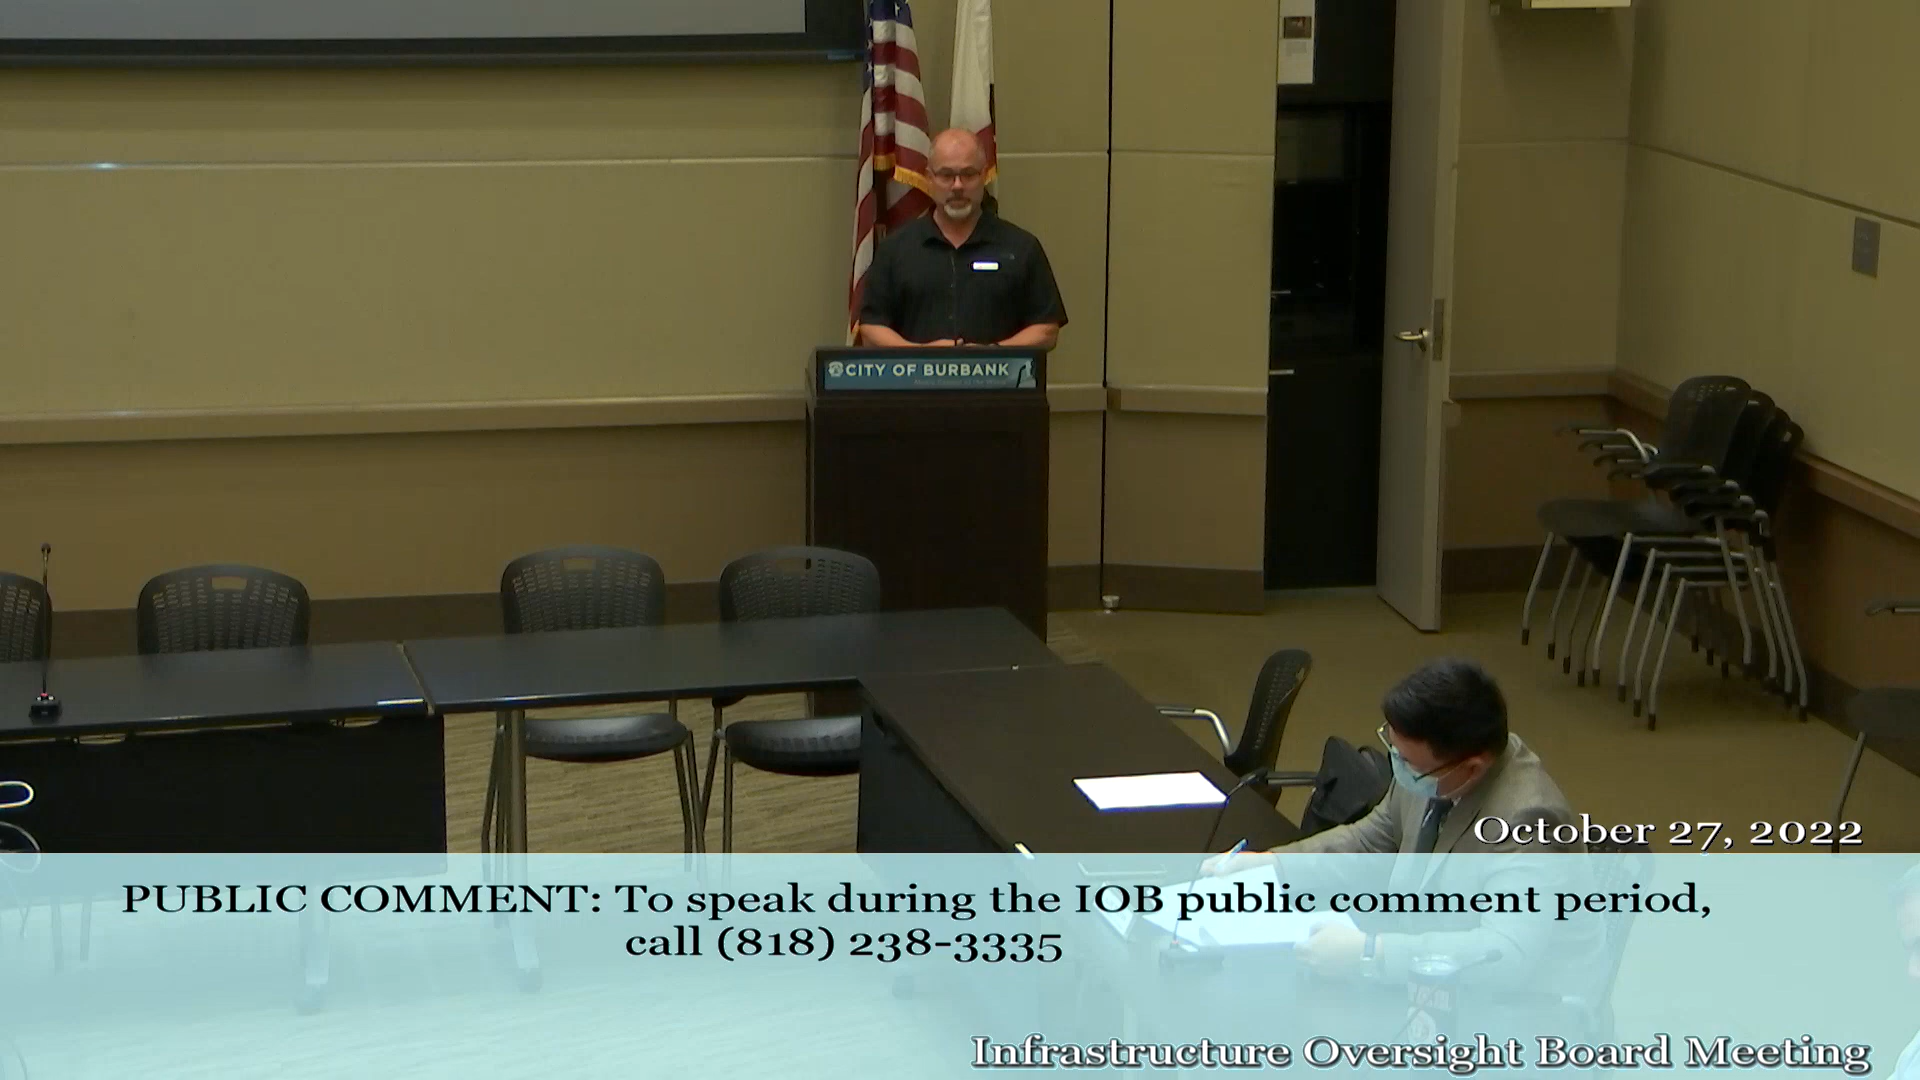 CITY OF BURBANK
October 27, 2022
PUBLIC COMMENT: To speak during the IOB public comment period,
call (818) 238-3335
Infrastructure Oversight Board Meeting